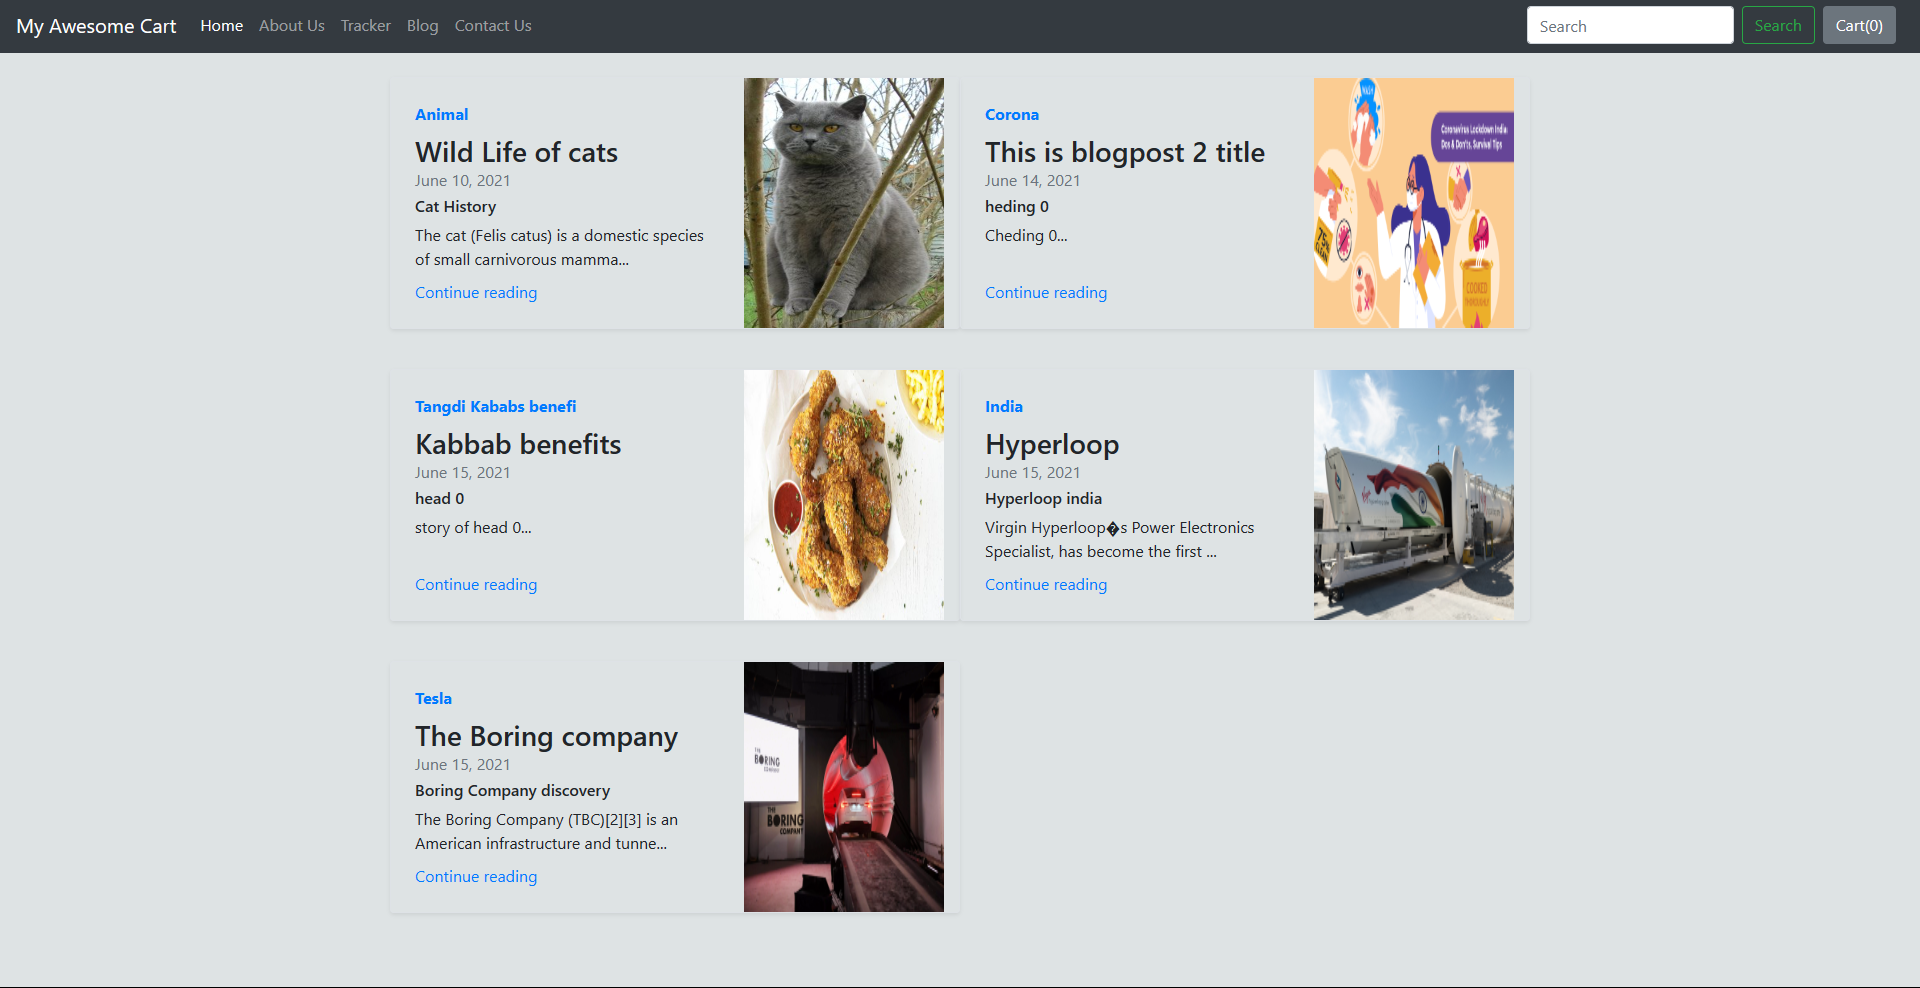 My Awesome Cart Home About Us Tracker Blog Contact Us Search Search Cart(0)
Animal
Wild Life of cats
June 10, 2021
Cat History
The cat (Felis catus) is a domestic species
of small carnivorous mamma...
Continue reading
Corona
This is blogpost 2 title
June 14, 2021
heding 0
Cheding 0...
Continue reading
WASH
Coronavirus Lockdown India:
Dos & Don'ts, Survival Tips
75%
COOKED
Tangdi Kababs benefi
Kabbab benefits
June 15, 2021
head 0
story of head 0...
Continue reading
India
Hyperloop
June 15, 2021
Hyperloop india
Virgin Hyperloop�s Power Electronics
Specialist, has become the first ...
Continue reading
Tesla
The Boring company
June 15, 2021
Boring Company discovery
The Boring Company (TBC)[2][3] is an
American infrastructure and tunne...
Continue reading
THE
BORING
COMPANY
THE
BORING
COMPANY